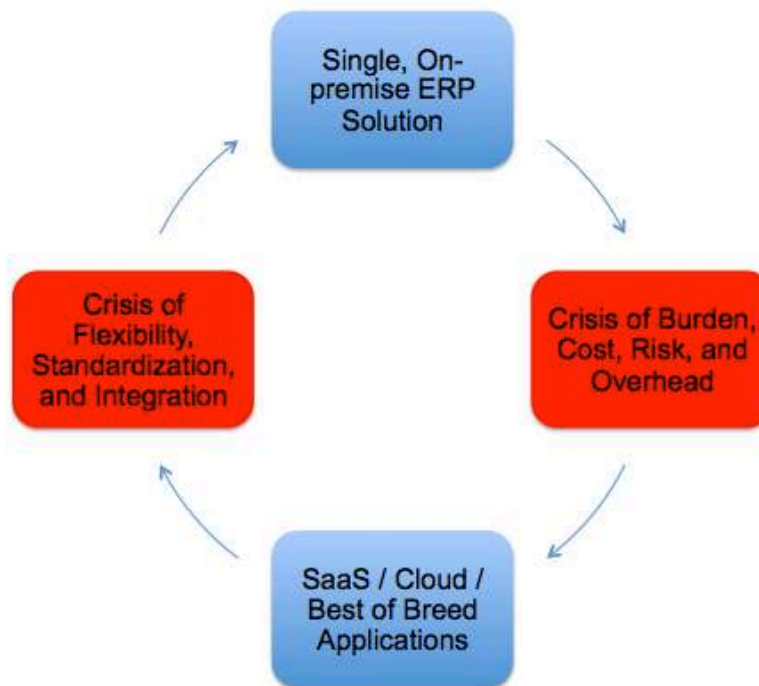 Single, On-
premise ERP
Solution
Crisis of
Flexibility,
Standardization,
and Integration
Crisis of Burden,
Cost, Risk, and
Overhead
SaaS / Cloud /
Best of Breed
Applications